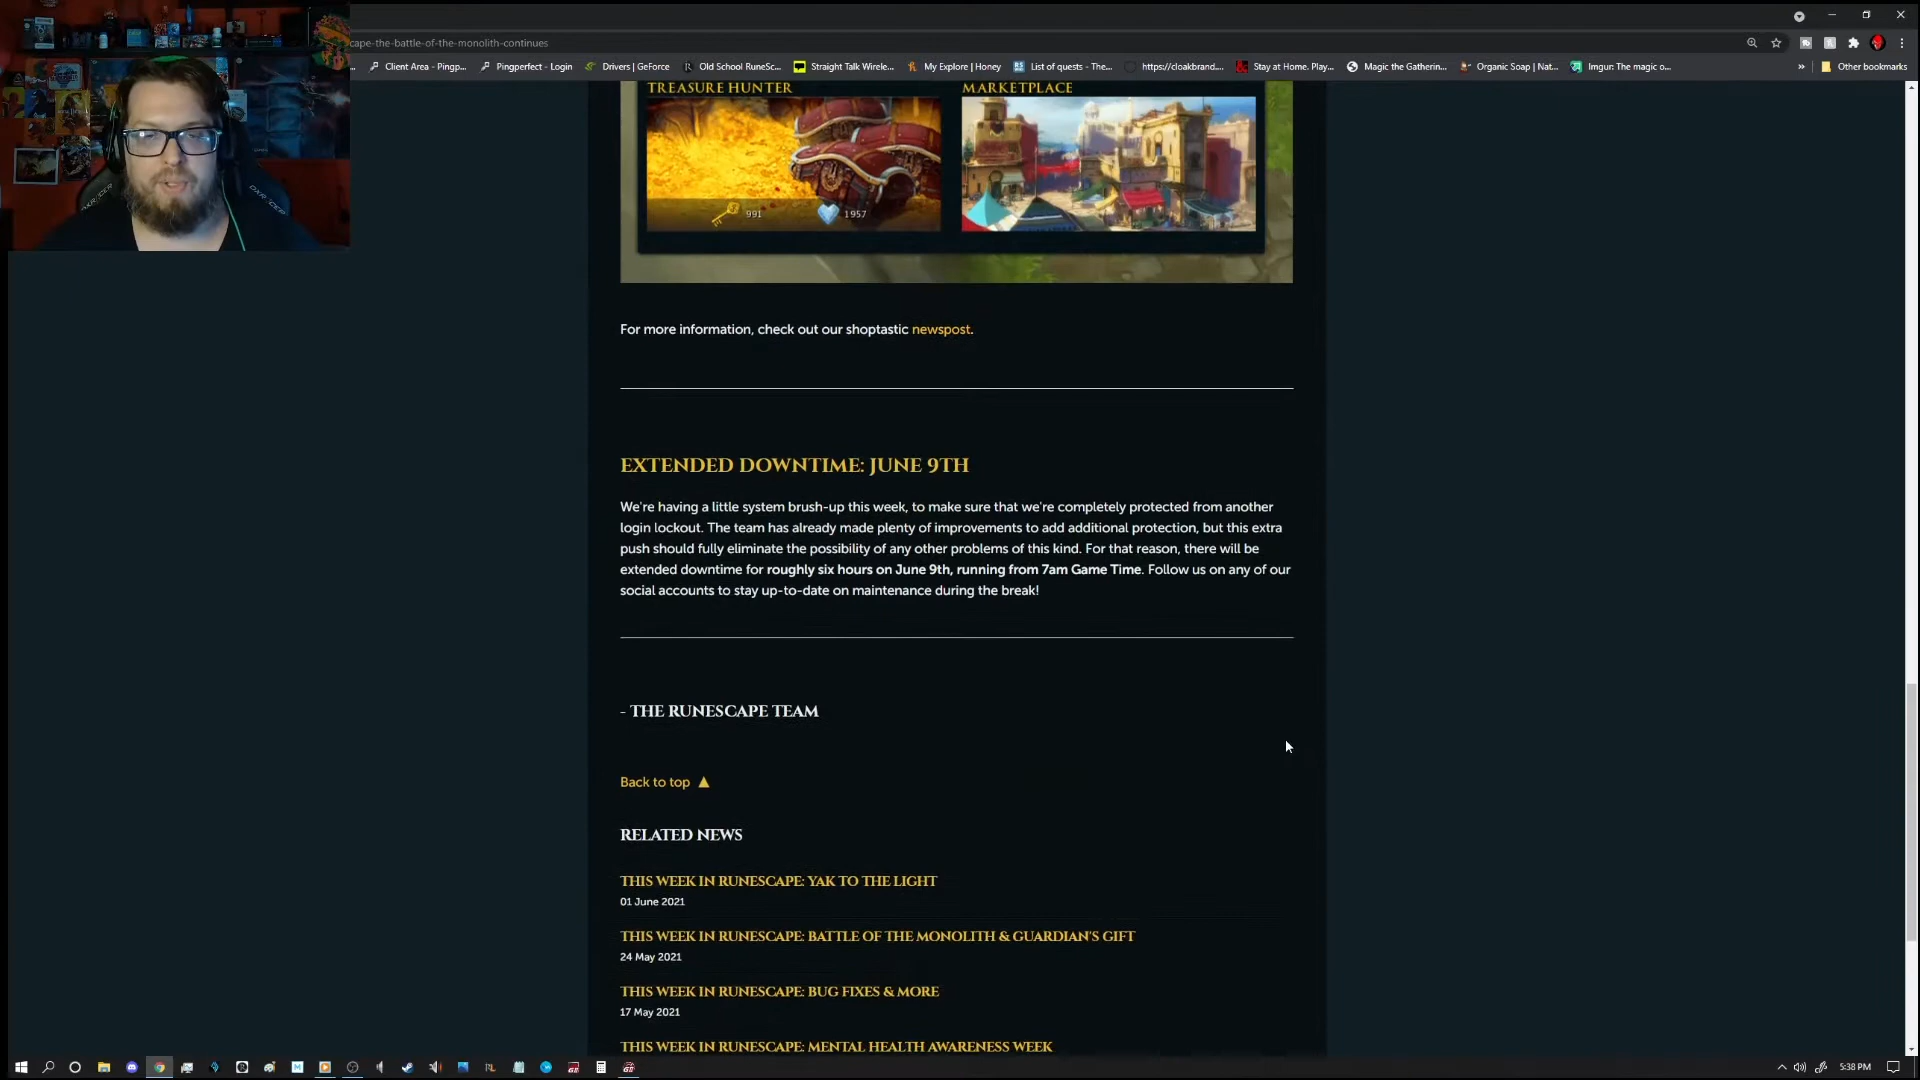 cape-the-battle-of-the-monolith-continues
Client Area - Pingp...
Pingperfect - Login
Drivers | GeForce
Old School RuneSc...
Straight Talk Wirele...
My Explore | Honey
List of quests - The...
https://cloakbrand....
Stay at Home. Play...
Magic the Gatherin...
Organic Soap | Nat...
Imgur: The magic o...
»
Other bookmarks
TREASURE HUNTER
MARKETPLACE
991
1957
DXRACER
For more information, check out our shoptastic newspost.
EXTENDED DOWNTIME: JUNE 9TH
We're having a little system brush-up this week, to make sure that we're completely protected from another
login lockout. The team has already made plenty of improvements to add additional protection, but this extra
push should fully eliminate the possibility of any other problems of this kind. For that reason, there will be
extended downtime for roughly six hours on June 9th, running from 7am Game Time. Follow us on any of our
social accounts to stay up-to-date on maintenance during the break!
- THE RUNESCAPE TEAM
Back to top ▲
RELATED NEWS
THIS WEEK IN RUNESCAPE: YAK TO THE LIGHT
01 June 2021
THIS WEEK IN RUNESCAPE: BATTLE OF THE MONOLITH & GUARDIAN'S GIFT
24 May 2021
THIS WEEK IN RUNESCAPE: BUG FIXES & MORE
17 May 2021
THIS WEEK IN RUNESCAPE: MENTAL HEALTH AWARENESS WEEK
5:38 PM